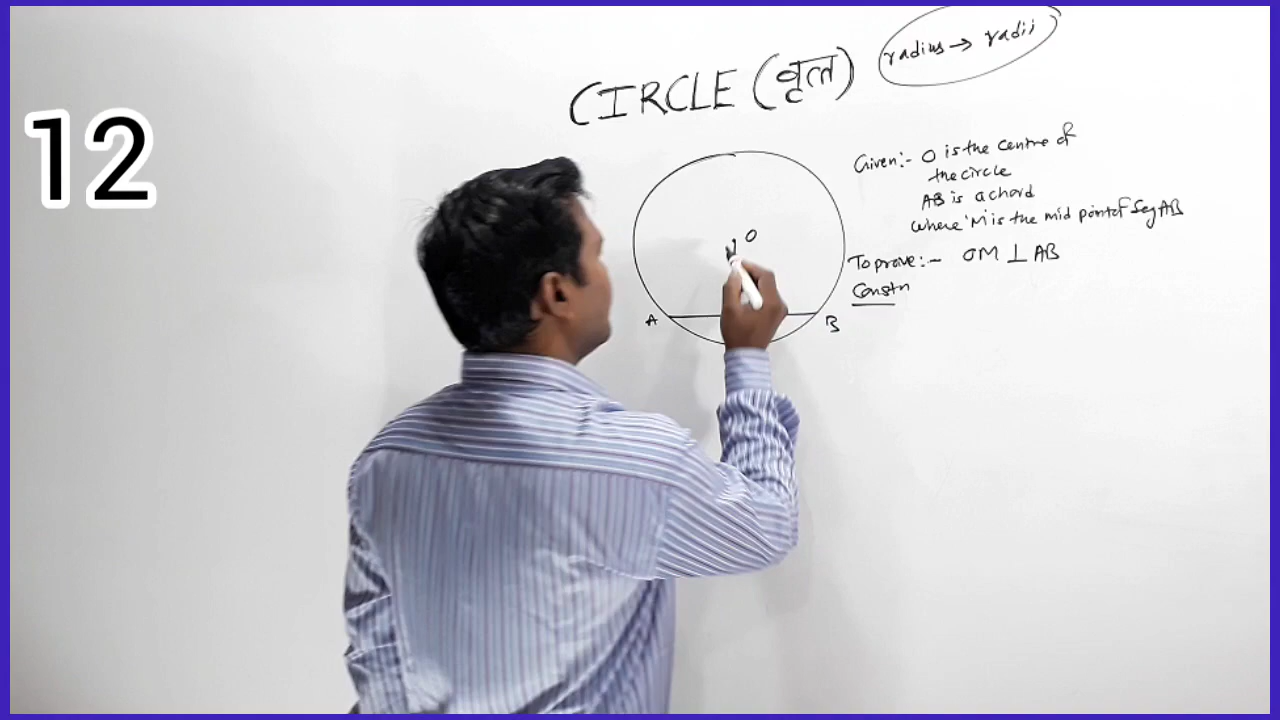 12
CIRCLE (वृत्त)
radius → radii
Given:- O is the centre of
the circle
AB is a chord
where 'M is the mid point of Seg AB
To prove:- OM ⊥ AB
Constn
O
A
B